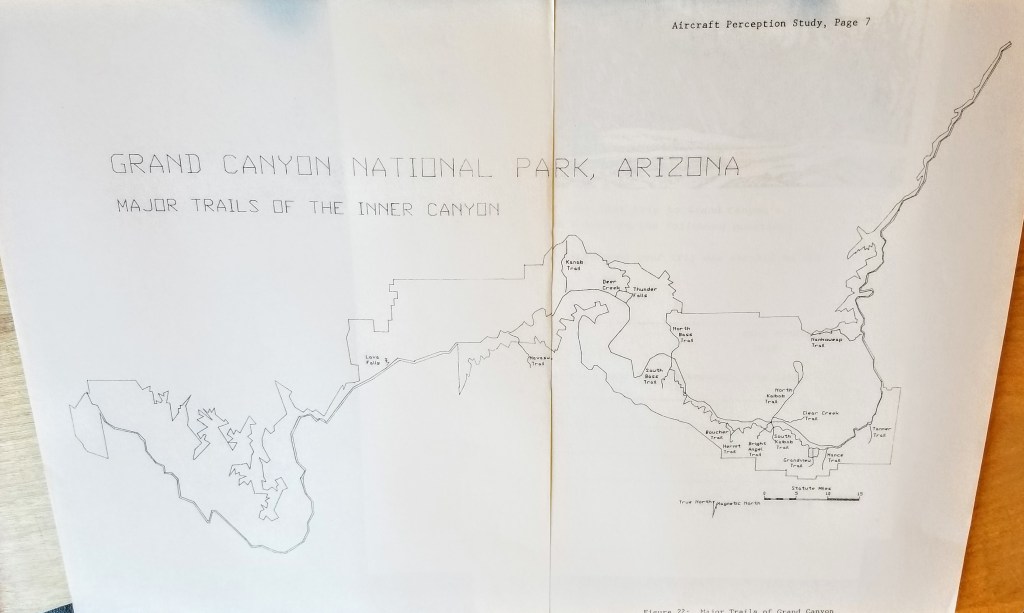 Aircraft Perception Study, Page 7
GRAND CANYON NATIONAL PARK, ARIZONA
MAJOR TRAILS OF THE INNER CANYON
Kanab
Trail
Deer
Creek
Thunder
Falls
North
Bass
Trail
Nankoweap
Trail
Lava
Falls
Havasu
Trail
South
Bass
Trail
North
Kaibab
Trail
Clear Creek
Trail
Boucher
Trail
Hermit
Trail
Bright
Angel
Trail
South
Kaibab
Trail
Tanner
Trail
Grandview
Trail
Hance
Trail
Statute Miles
0 5 10 15
True North Magnetic North
Figure 22: Major Trails of Grand Canyon